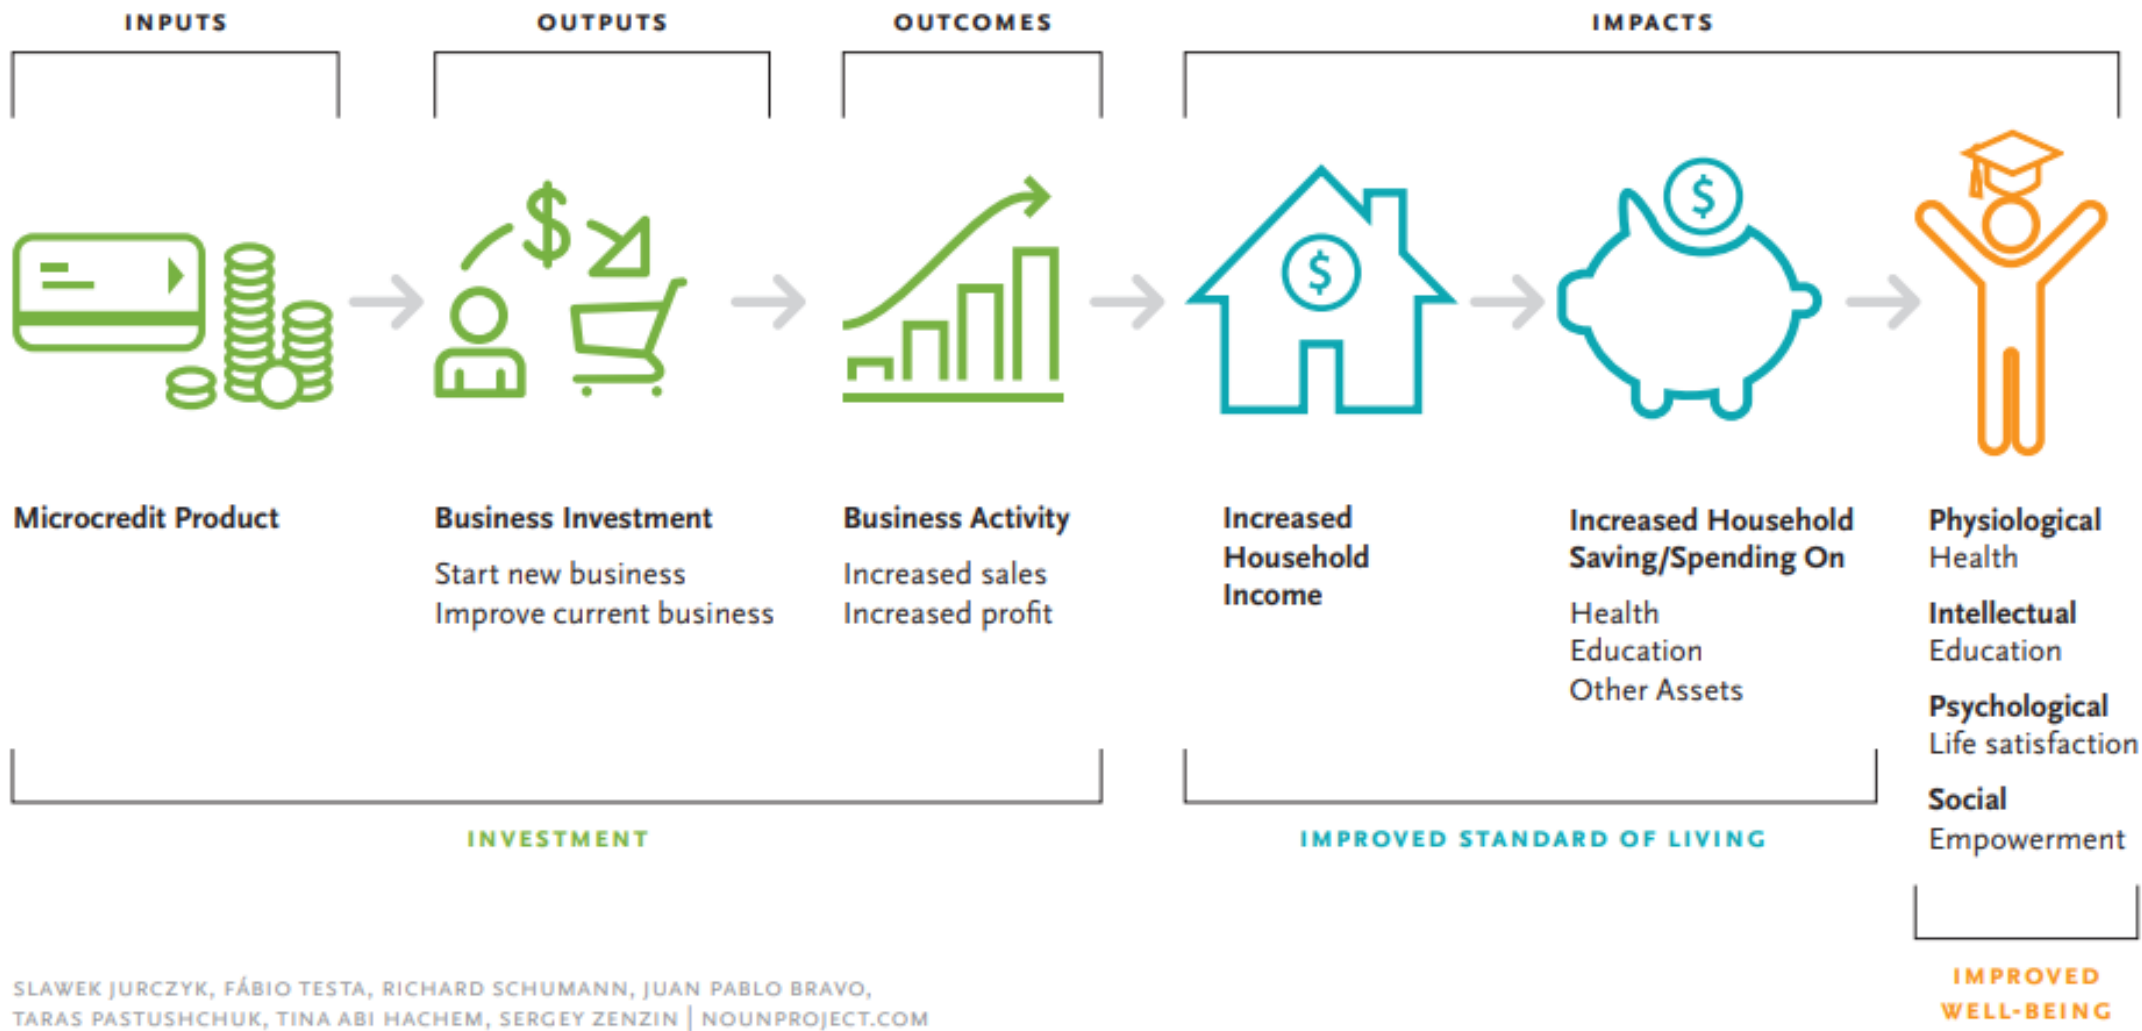 INPUTS
OUTPUTS
OUTCOMES
IMPACTS
$
$
$
Microcredit Product
Business Investment
Start new business
Improve current business
Business Activity
Increased sales
Increased profit
Increased
Household
Income
Increased Household
Saving/Spending On
Health
Education
Other Assets
Physiological
Health
Intellectual
Education
Psychological
Life satisfaction
Social
Empowerment
INVESTMENT
IMPROVED STANDARD OF LIVING
IMPROVED
WELL-BEING
SLAWEK JURCZYK, FÁBIO TESTA, RICHARD SCHUMANN, JUAN PABLO BRAVO,
TARAS PASTUSHCHUK, TINA ABI HACHEM, SERGEY ZENZIN | NOUNPROJECT.COM